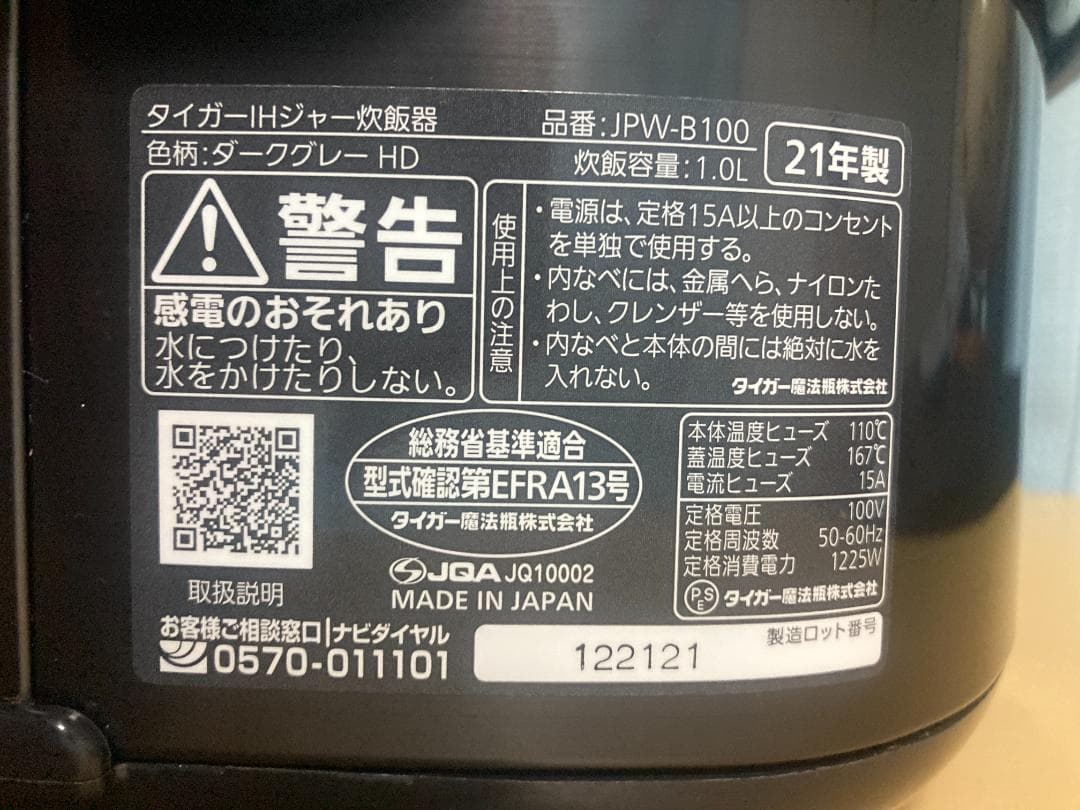 タイガーIHジャー炊飯器
品番:JPW-B100
色柄:ダークグレー HD
炊飯容量:1.0L
21年製
警告
感電のおそれあり
水につけたり、
水をかけたりしない。
使用上の注意
・電源は、定格15A以上のコンセント
を単独で使用する。
・内なべには、金属へら、ナイロンた
わし、クレンザー等を使用しない。
・内なべと本体の間には絶対に水を
入れない。
タイガー魔法瓶株式会社
取扱説明
総務省基準適合
型式確認第EFRA13号
タイガー魔法瓶株式会社
JQA JQ10002
MADE IN JAPAN
本体温度ヒューズ 110℃
蓋温度ヒューズ 167℃
電流ヒューズ 15A
定格電圧 100V
定格周波数 50-60Hz
定格消費電力 1225W
PSE タイガー魔法瓶株式会社
お客様ご相談窓口|ナビダイヤル
0570-011101
製造ロット番号
122121